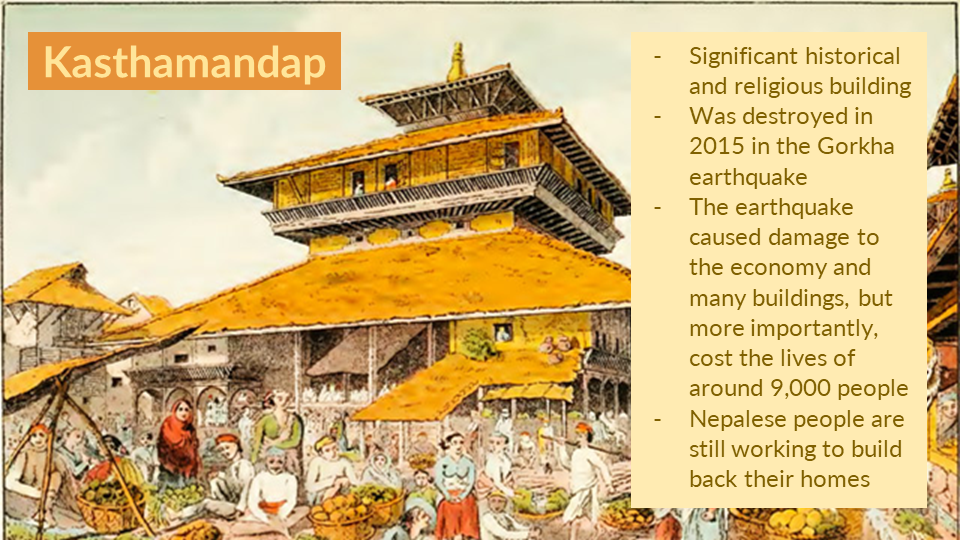 Kasthamandap
- Significant historical
and religious building
- Was destroyed in
2015 in the Gorkha
earthquake
- The earthquake
caused damage to
the economy and
many buildings, but
more importantly,
cost the lives of
around 9,000 people
- Nepalese people are
still working to build
back their homes